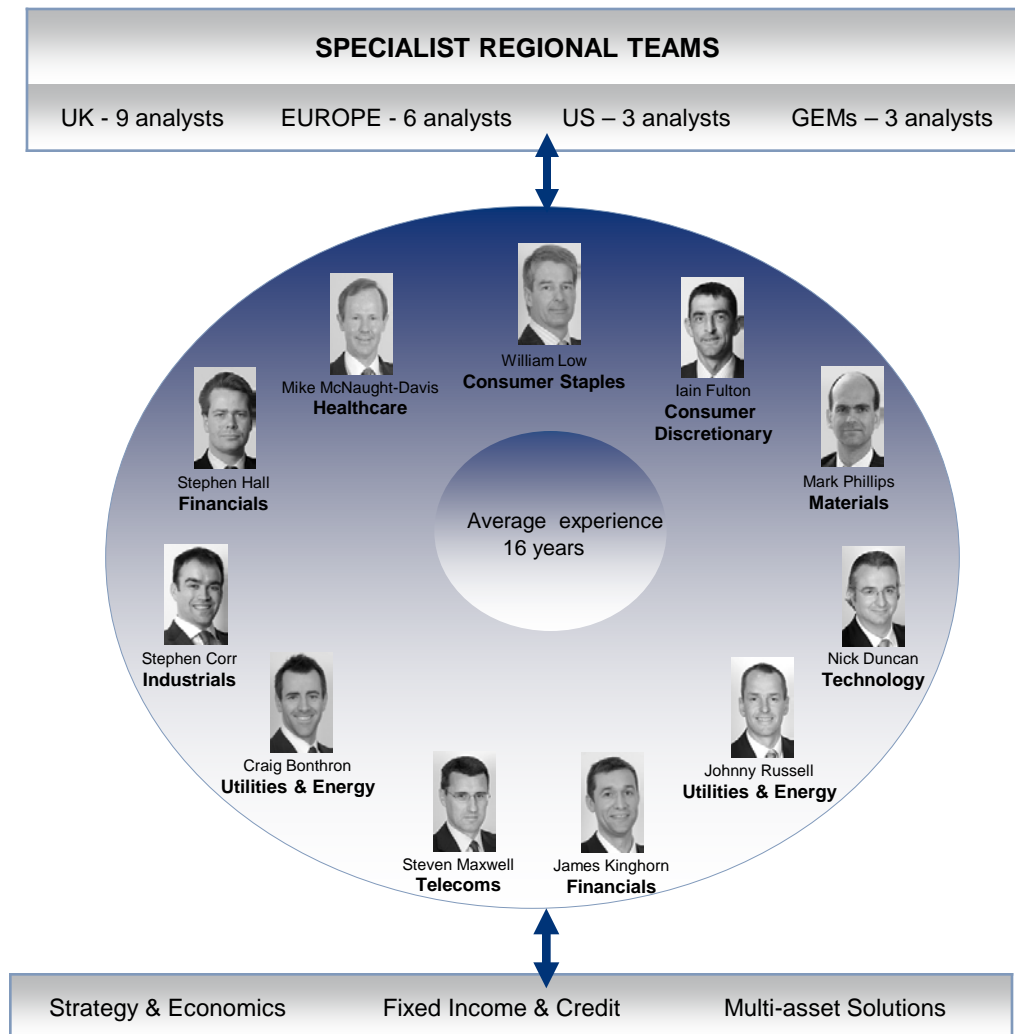 SPECIALIST REGIONAL TEAMS
UK - 9 analysts EUROPE - 6 analysts US – 3 analysts GEMs – 3 analysts
William Low
Consumer Staples
Mike McNaught-Davis
Healthcare
Iain Fulton
Consumer
Discretionary
Stephen Hall
Financials
Mark Phillips
Materials
Average experience
16 years
Stephen Corr
Industrials
Nick Duncan
Technology
Craig Bonthron
Utilities & Energy
Johnny Russell
Utilities & Energy
Steven Maxwell
Telecoms
James Kinghorn
Financials
Strategy & Economics Fixed Income & Credit Multi-asset Solutions